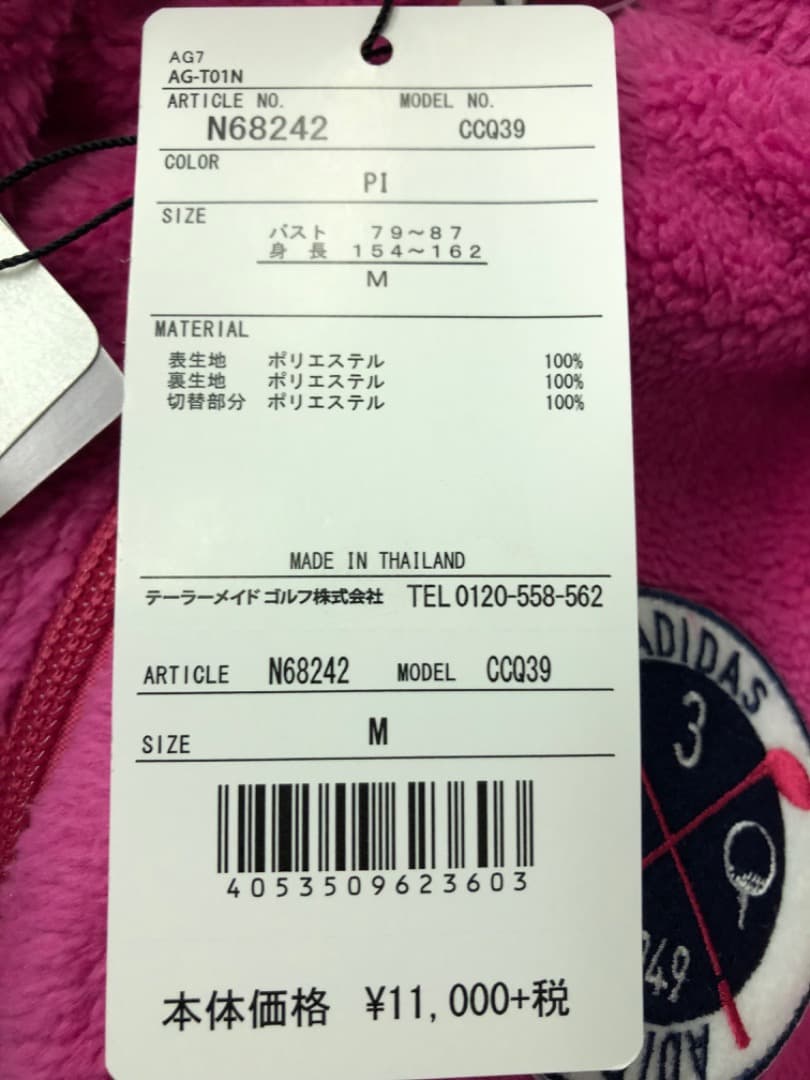 AG7
AG-T01N
ARTICLE NO. MODEL NO.
N68242 CCQ39
COLOR
PI
SIZE
バスト 79~87
身 長 154~162
M
MATERIAL
表生地 ポリエステル 100%
裏生地 ポリエステル 100%
切替部分 ポリエステル 100%
MADE IN THAILAND
テーラーメイド ゴルフ株式会社 TEL 0120-558-562
ARTICLE N68242 MODEL CCQ39
SIZE M
4053509623603
本体価格 ¥11,000+税
ADIDAS
3